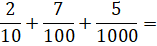 2/10 + 7/100 + 5/1000 =